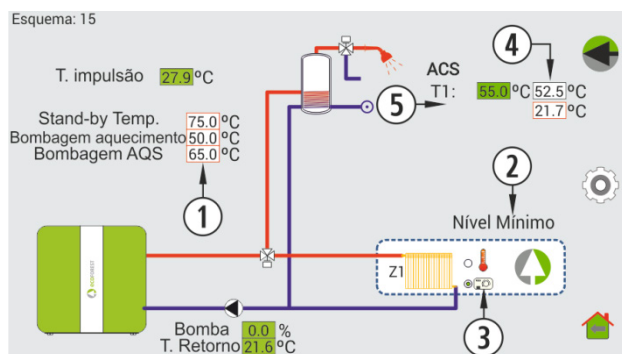 Esquema: 15
T. impulsão 27.9 ºC
Stand-by Temp. 75.0 ºC
Bombagem aquecimento 50.0 ºC
Bombagem AQS 65.0 ºC
1
ACS
T1: 55.0 ºC 52.5 ºC
21.7 ºC
4
5
2
Nível Mínimo
Z1
3
ECOFOREST
Bomba 0.0 %
T. Retorno 21.6 ºC